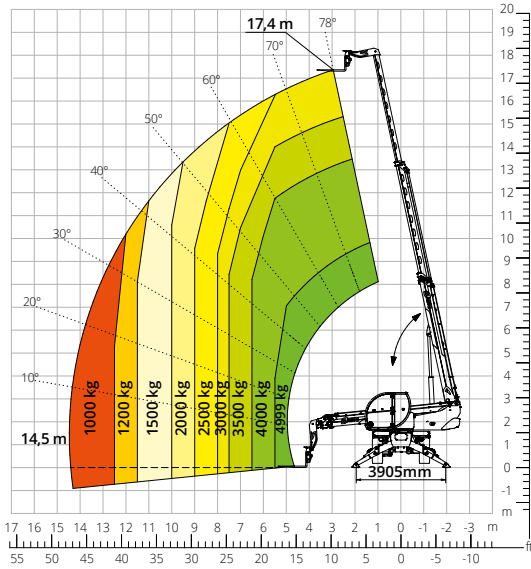 17,4 m
78°
70°
60°
50°
40°
30°
20°
10°
1000 kg
1200 kg
1500 kg
2000 kg
2500 kg
3000 kg
3500 kg
4000 kg
4999 kg
14,5 m
3905mm
20
19
18
17
16
15
14
13
12
11
10
9
8
7
6
5
4
3
2
1
0
-1
m
17 16 15 14 13 12 11 10 9 8 7 6 5 4 3 2 1 0 -1 -2 -3 m
55 50 45 40 35 30 25 20 15 10 5 0 -5 -10 ft